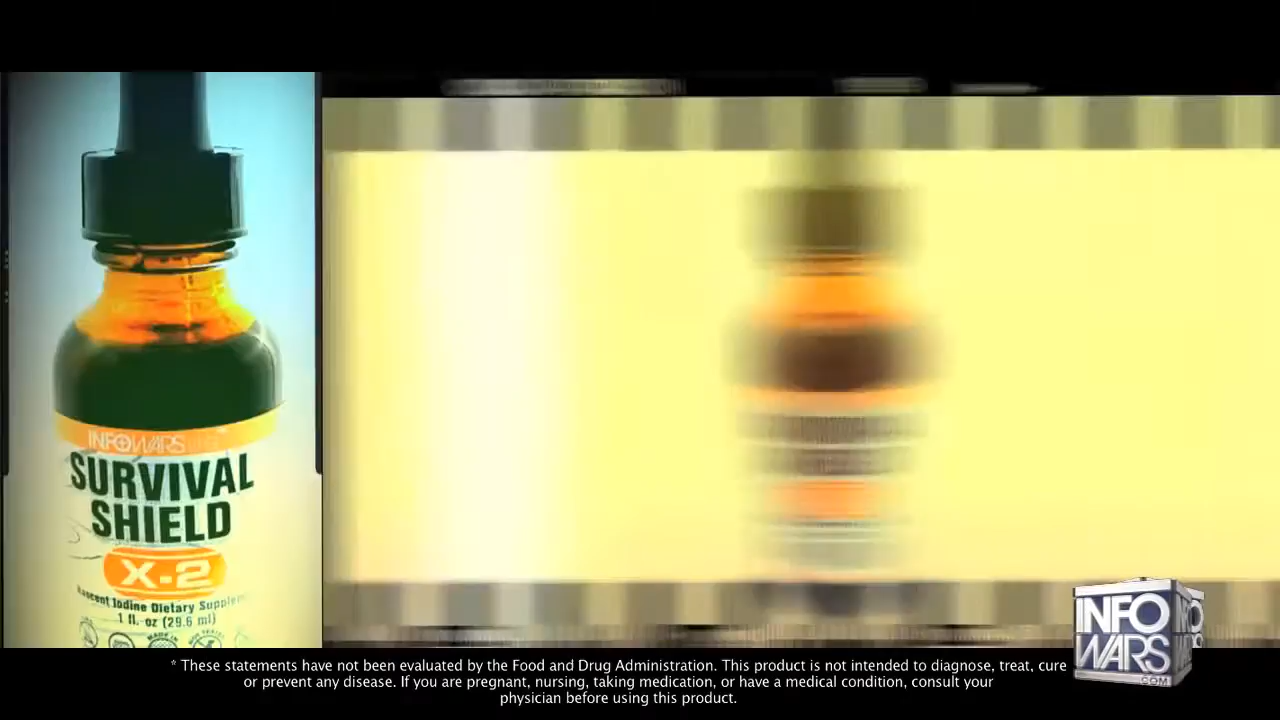 INFOWARS
SURVIVAL
SHIELD
X-2
Nascent Iodine Dietary Supplement
1 fl. oz (29.6 ml)
MADE IN
INFO
WARS
.COM
* These statements have not been evaluated by the Food and Drug Administration. This product is not intended to diagnose, treat, cure
or prevent any disease. If you are pregnant, nursing, taking medication, or have a medical condition, consult your
physician before using this product.